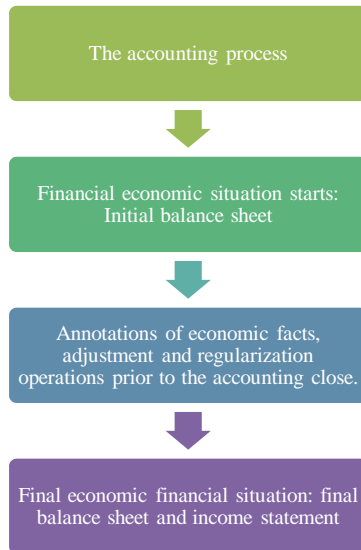 The accounting process
Financial economic situation starts:
Initial balance sheet
Annotations of economic facts,
adjustment and regularization
operations prior to the accounting close.
Final economic financial situation: final
balance sheet and income statement